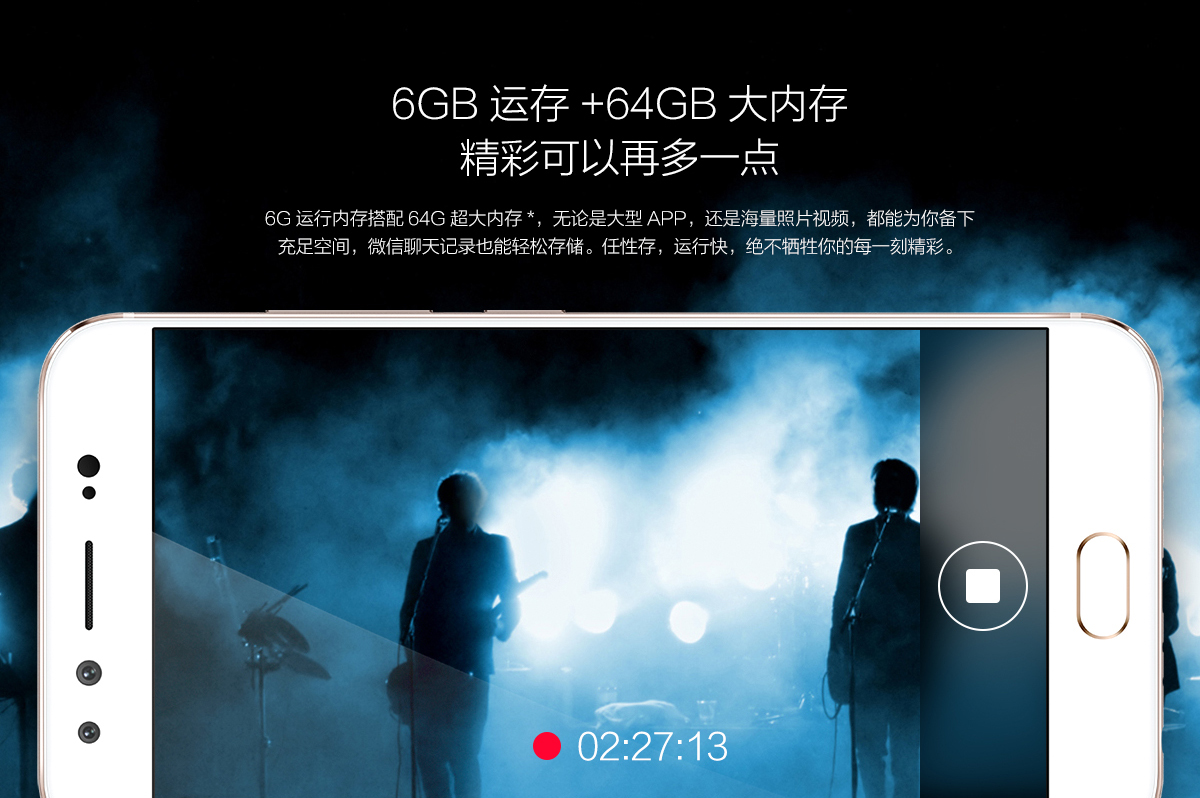 6GB 运存 +64GB 大内存
精彩可以再多一点
6G 运行内存搭配 64G 超大内存 *，无论是大型 APP，还是海量照片视频，都能为你备下
充足空间，微信聊天记录也能轻松存储。任性存，运行快，绝不牺牲你的每一刻精彩。
02:27:13